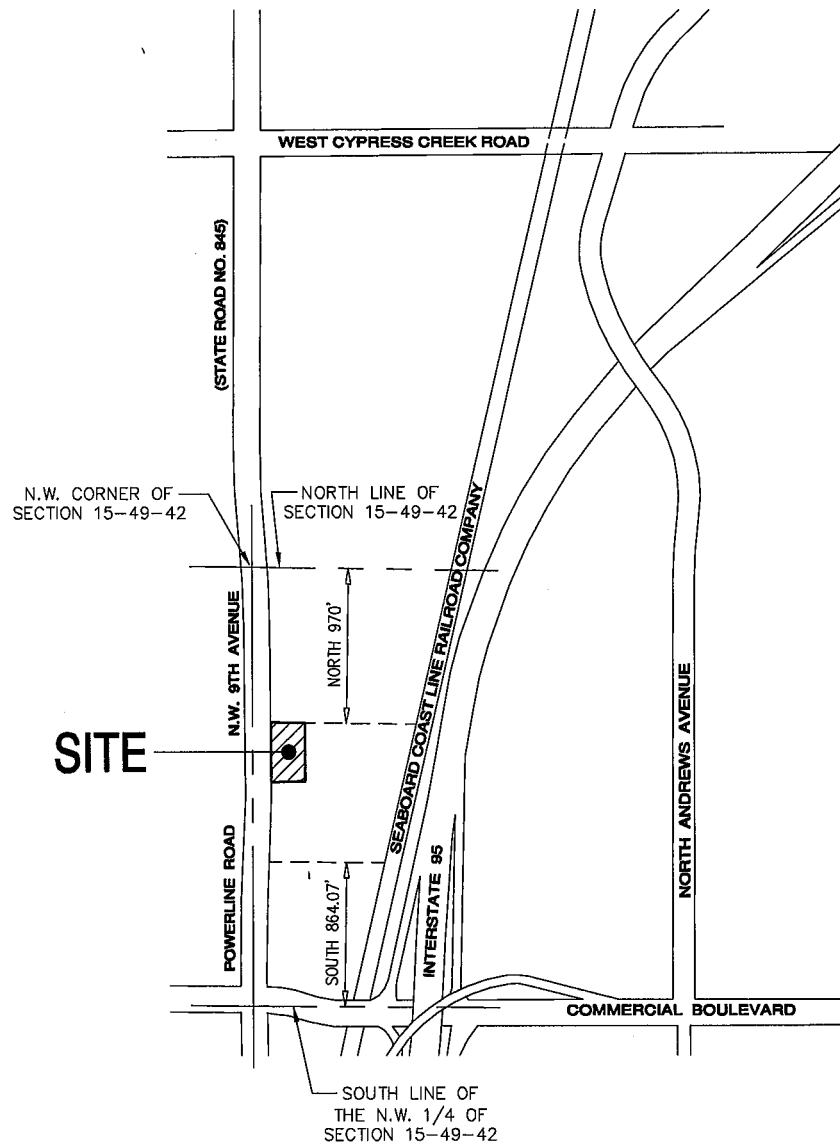 WEST CYPRESS CREEK ROAD
(STATE ROAD NO. 845)
N.W. CORNER OF
SECTION 15-49-42
NORTH LINE OF
SECTION 15-49-42
SEABOARD COAST LINE RAILROAD COMPANY
N.W. 9TH AVENUE
NORTH 970'
SITE
NORTH ANDREWS AVENUE
POWERLINE ROAD
SOUTH 864.07'
INTERSTATE 95
COMMERCIAL BOULEVARD
SOUTH LINE OF
THE N.W. 1/4 OF
SECTION 15-49-42